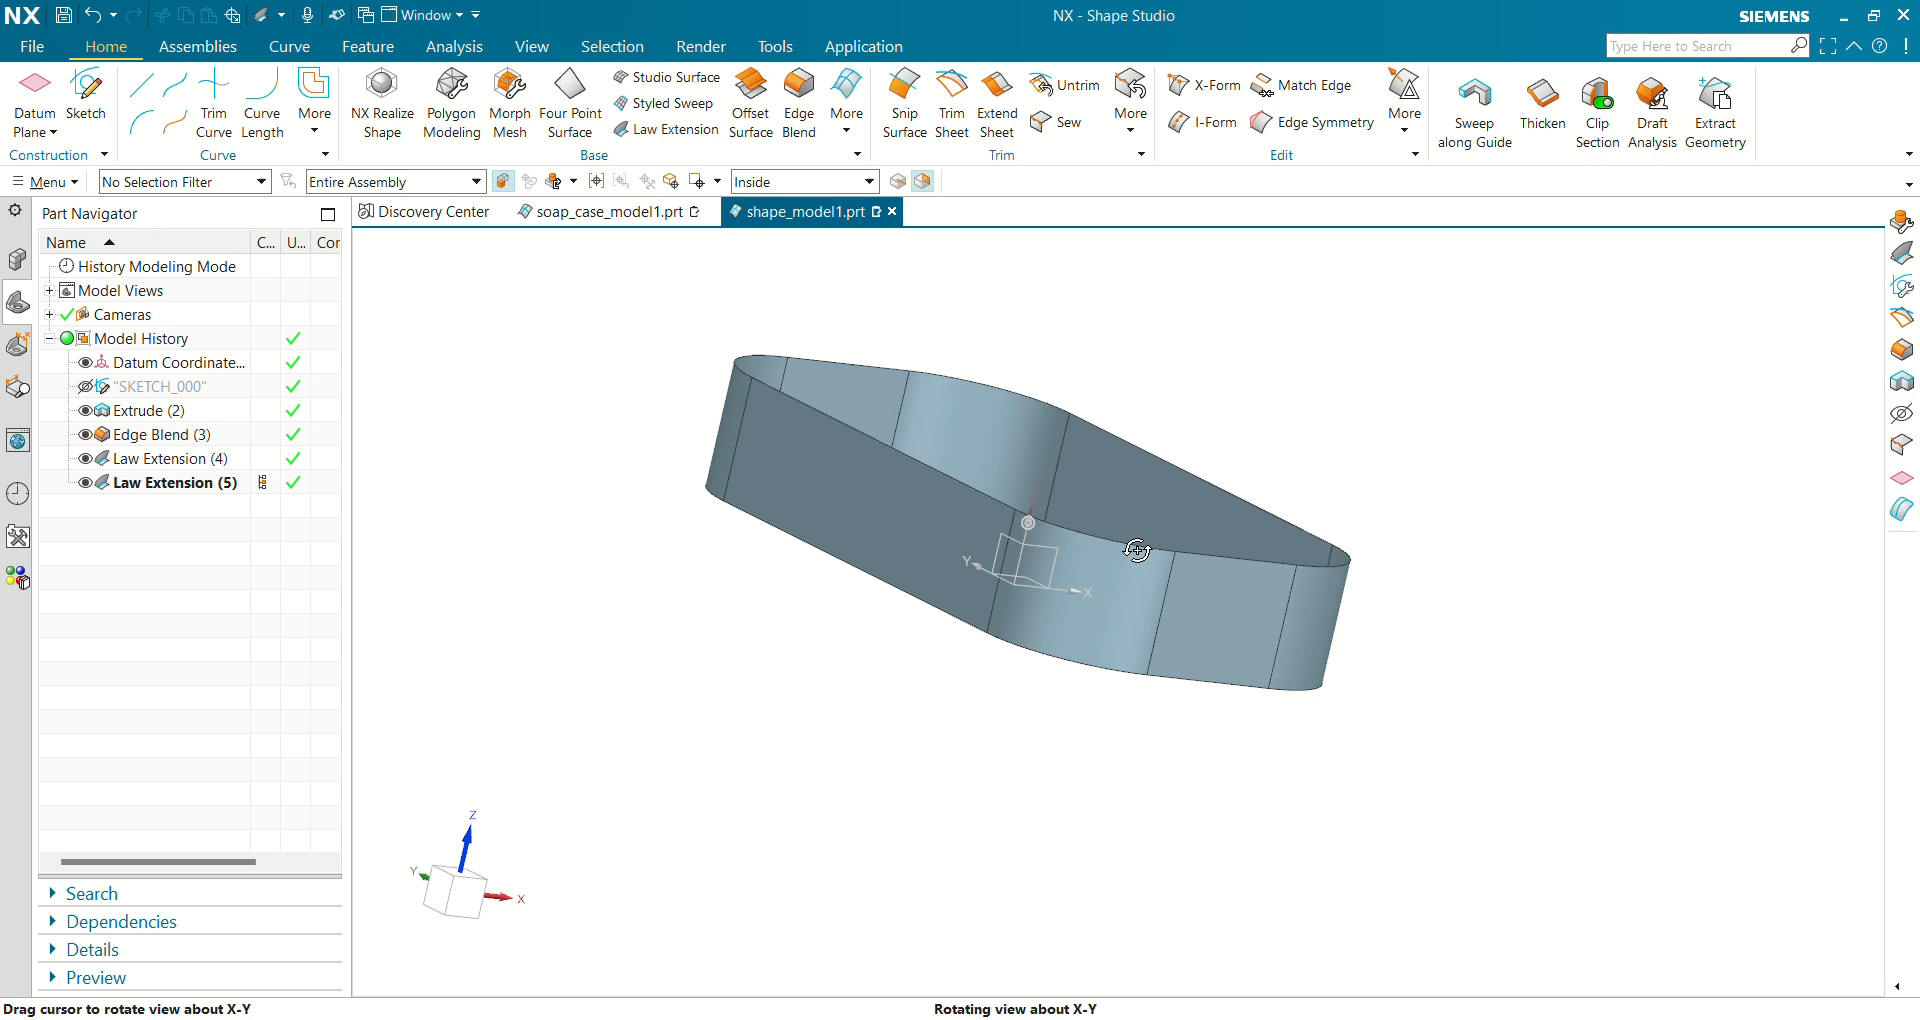 NX
Window
NX - Shape Studio
SIEMENS
File
Home
Assemblies
Curve
Feature
Analysis
View
Selection
Render
Tools
Application
Type Here to Search
Datum Plane
Sketch
Trim Curve
Curve Length
More
NX Realize Shape
Polygon Modeling
Morph Mesh
Four Point Surface
Studio Surface
Styled Sweep
Law Extension
Offset Surface
Edge Blend
More
Snip Surface
Trim Sheet
Extend Sheet
Untrim
Sew
More
X-Form
I-Form
Match Edge
Edge Symmetry
More
Sweep along Guide
Thicken
Clip Section
Draft Analysis
Extract Geometry
Construction
Curve
Base
Trim
Edit
Menu
No Selection Filter
Entire Assembly
Inside
Part Navigator
Discovery Center
soap_case_model1.prt
shape_model1.prt
Name
C...
U...
Cor
History Modeling Mode
Model Views
Cameras
Model History
Datum Coordinate...
"SKETCH_000"
Extrude (2)
Edge Blend (3)
Law Extension (4)
Law Extension (5)
Search
Dependencies
Details
Preview
Y
X
Z
Y
X
Drag cursor to rotate view about X-Y
Rotating view about X-Y